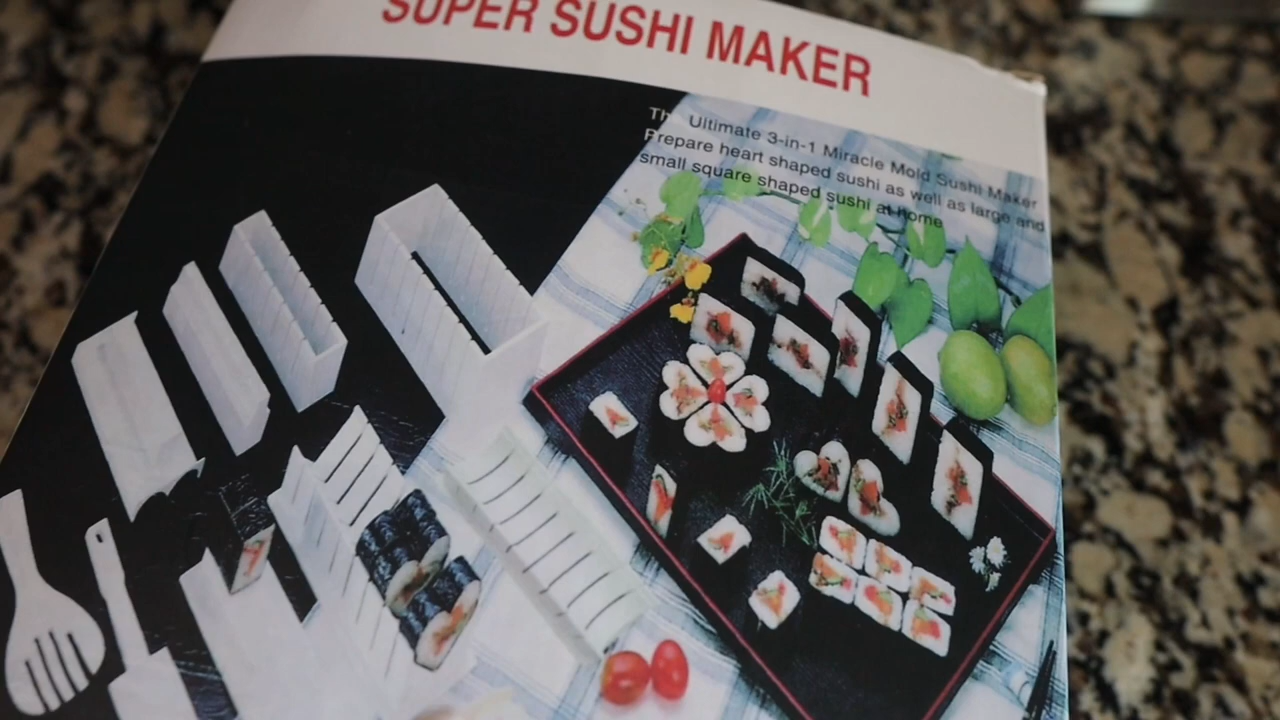 SUPER SUSHI MAKER
The Ultimate 3-in-1 Miracle Mold Sushi Maker
Prepare heart shaped sushi as well as large and
small square shaped sushi at home